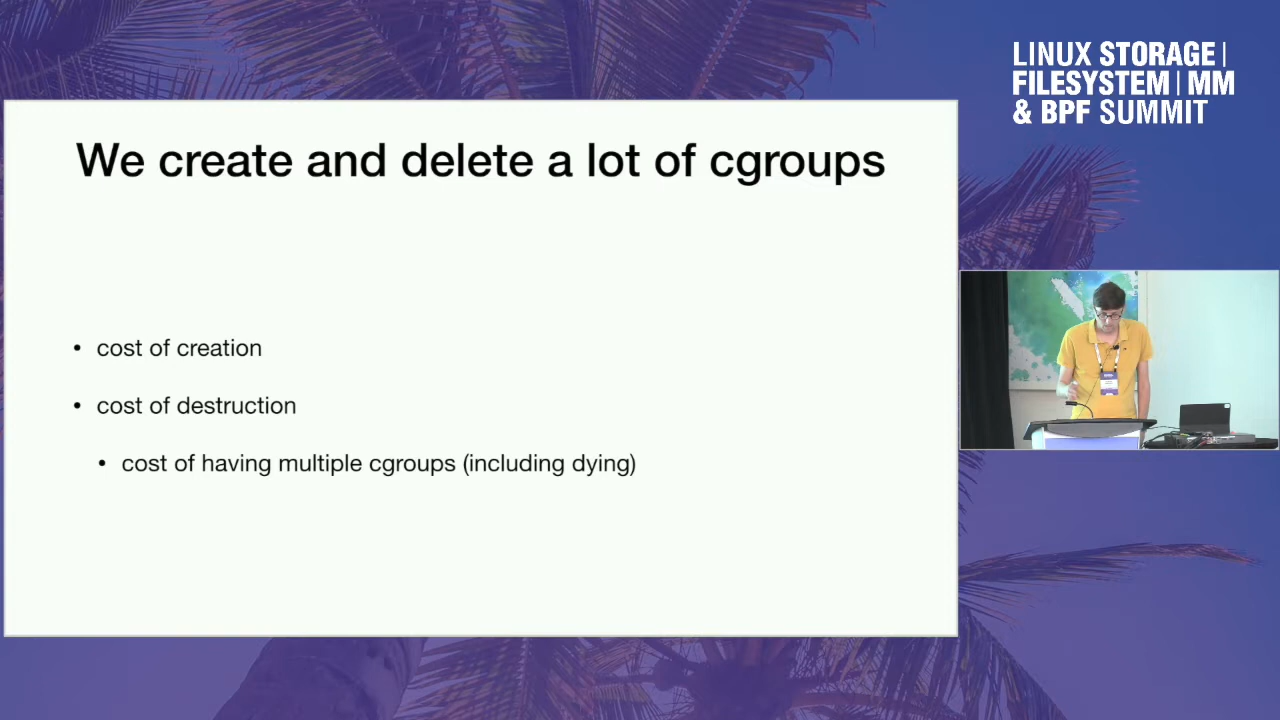 LINUX STORAGE |
FILESYSTEM | MM
& BPF SUMMIT
We create and delete a lot of cgroups
• cost of creation
• cost of destruction
• cost of having multiple cgroups (including dying)